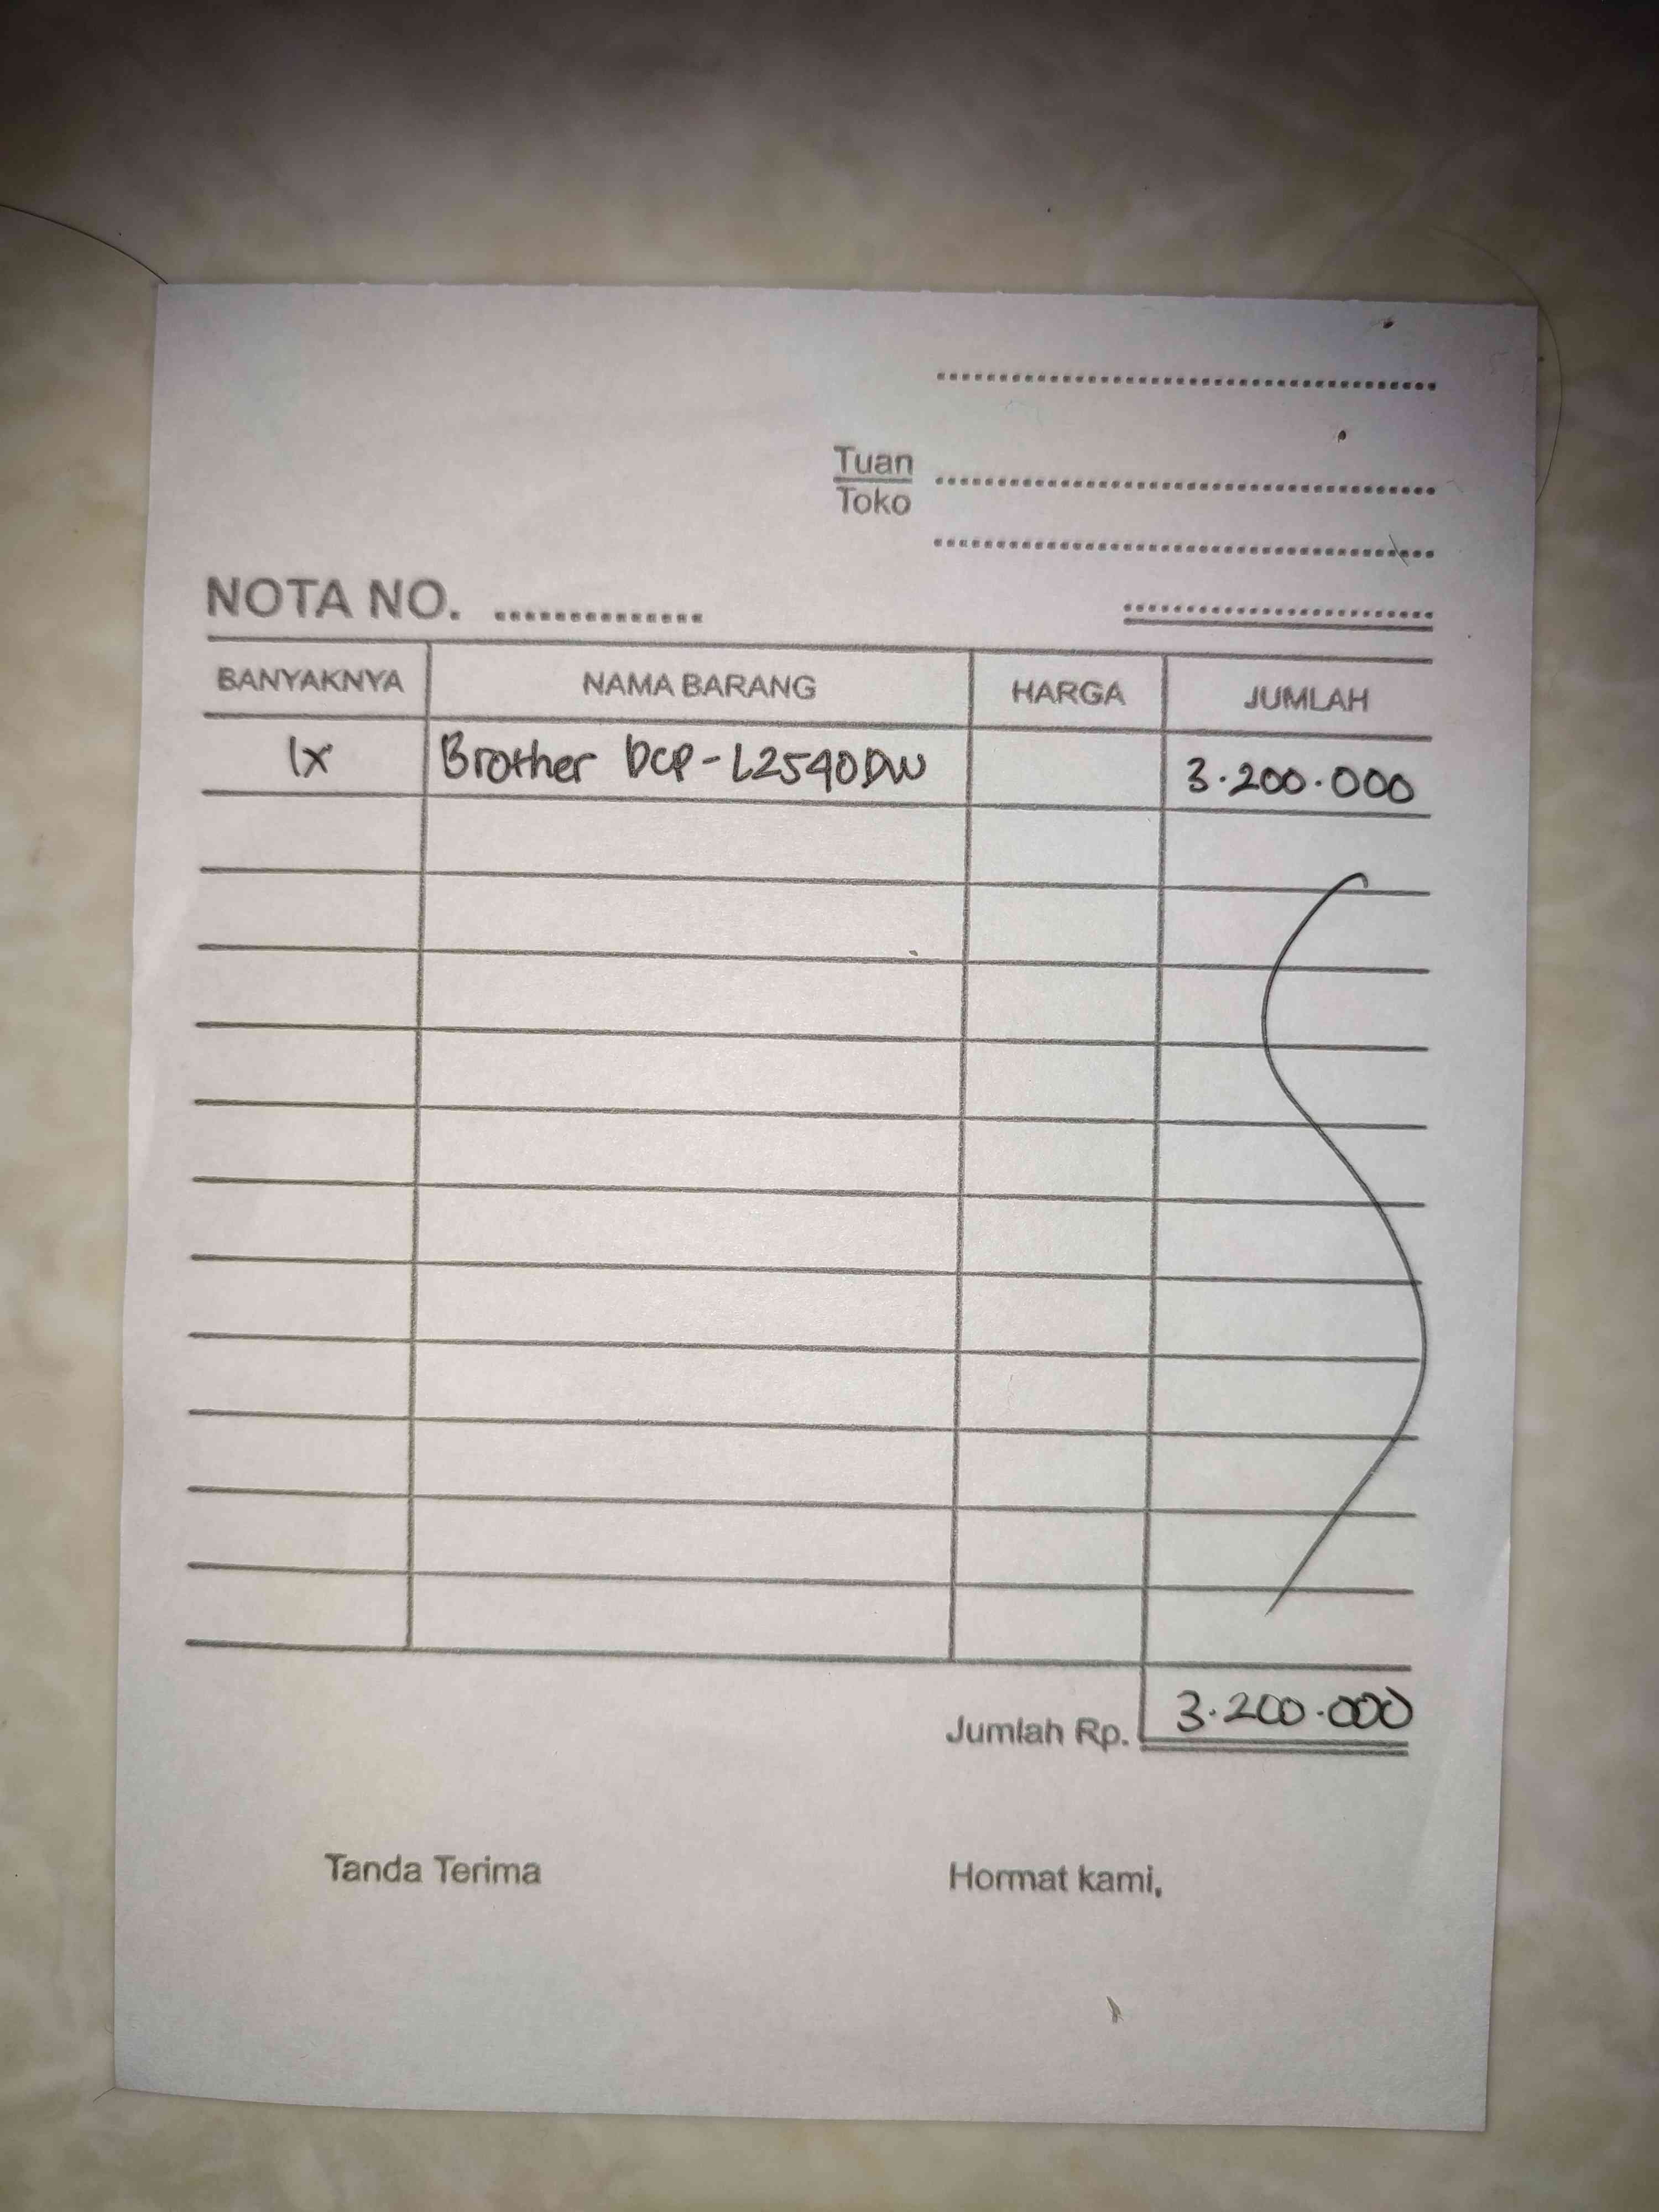 Tuan
Toko
NOTA NO.
BANYAKNYA NAMA BARANG HARGA JUMLAH
1x Brother DCP-L2540DW 3.200.000
Jumlah Rp. 3.200.000
Tanda Terima Hormat kami,